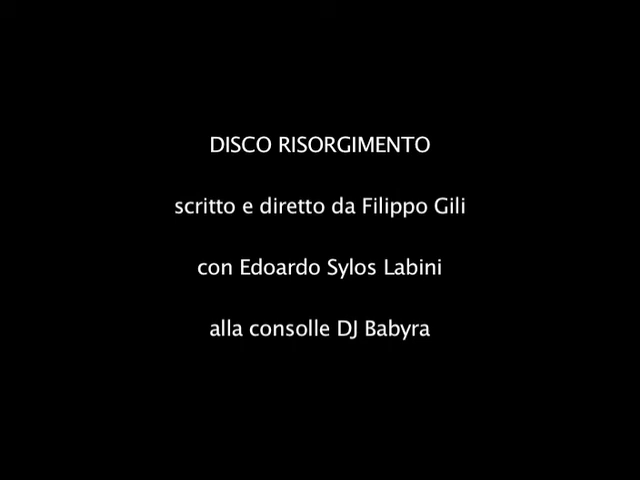 DISCO RISORGIMENTO
scritto e diretto da Filippo Gili
con Edoardo Sylos Labini
alla consolle DJ Babyra